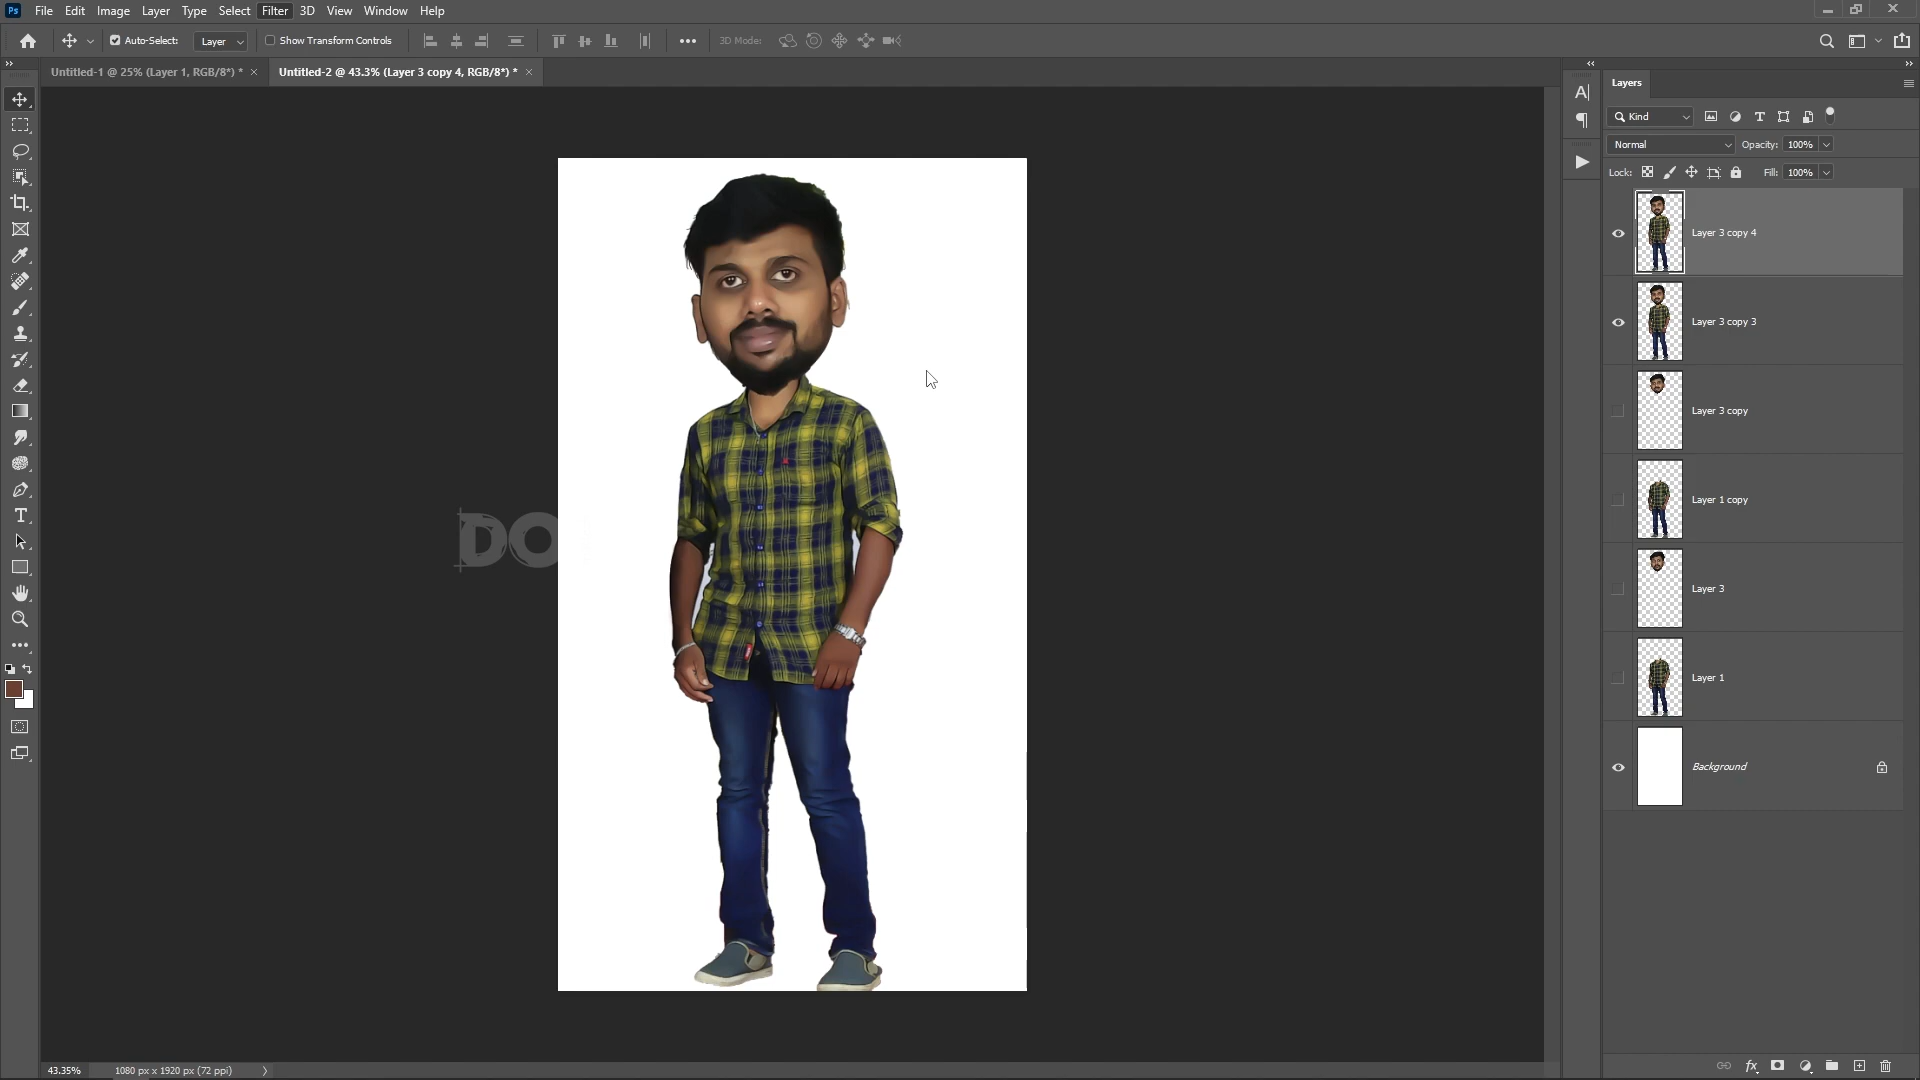 Ps File Edit Image Layer Type Select Filter 3D View Window Help
Auto-Select: Layer Show Transform Controls 3D Mode:
Untitled-1 @ 25% (Layer 1, RGB/8*) * × Untitled-2 @ 43.3% (Layer 3 copy 4, RGB/8*) * ×
Layers
Kind
Normal Opacity: 100%
Lock: Fill: 100%
Layer 3 copy 4
Layer 3 copy 3
Layer 3 copy
Layer 1 copy
Layer 3
Layer 1
Background
DO
43.35% 1080 px x 1920 px (72 ppi)